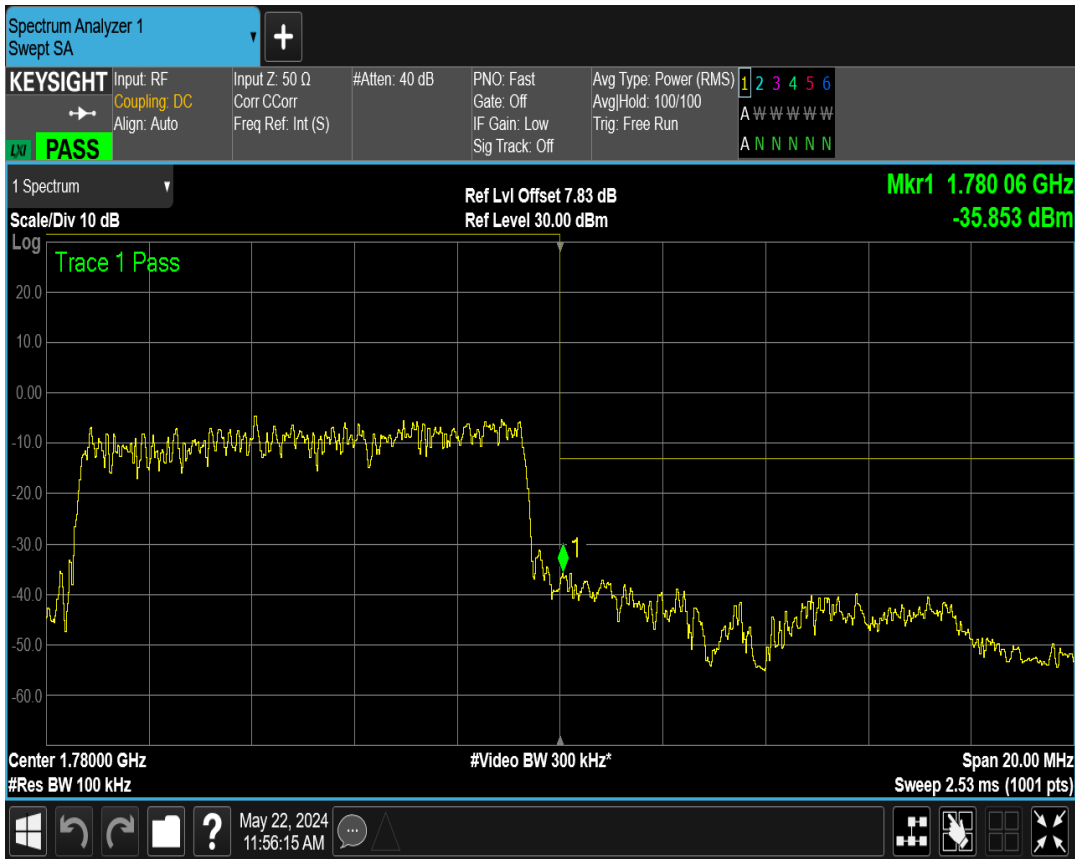 Spectrum Analyzer 1
Swept SA
+
KEYSIGHT
LXI PASS
Input: RF
Coupling: DC
Align: Auto
Input Z: 50 Ω
Corr CCorr
Freq Ref: Int (S)
#Atten: 40 dB
PNO: Fast
Gate: Off
IF Gain: Low
Sig Track: Off
Avg Type: Power (RMS)
Avg|Hold: 100/100
Trig: Free Run
1 2 3 4 5 6
A W W W W W
A N N N N N
1 Spectrum
Scale/Div 10 dB
Ref Lvl Offset 7.83 dB
Ref Level 30.00 dBm
Mkr1 1.780 06 GHz
-35.853 dBm
Log
Trace 1 Pass
20.0
10.0
0.00
-10.0
-20.0
-30.0
1
-40.0
-50.0
-60.0
Center 1.78000 GHz
#Video BW 300 kHz*
Span 20.00 MHz
#Res BW 100 kHz
Sweep 2.53 ms (1001 pts)
?
May 22, 2024
11:56:15 AM